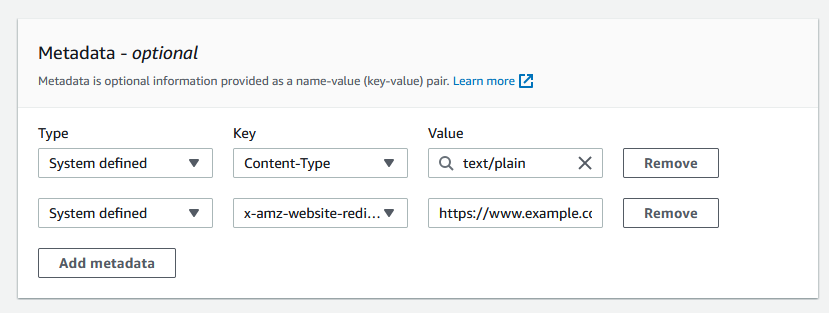 Metadata - optional
Metadata is optional information provided as a name-value (key-value) pair. Learn more
Type Key Value
System defined Content-Type text/plain Remove
System defined x-amz-website-redi... https://www.example.co Remove
Add metadata